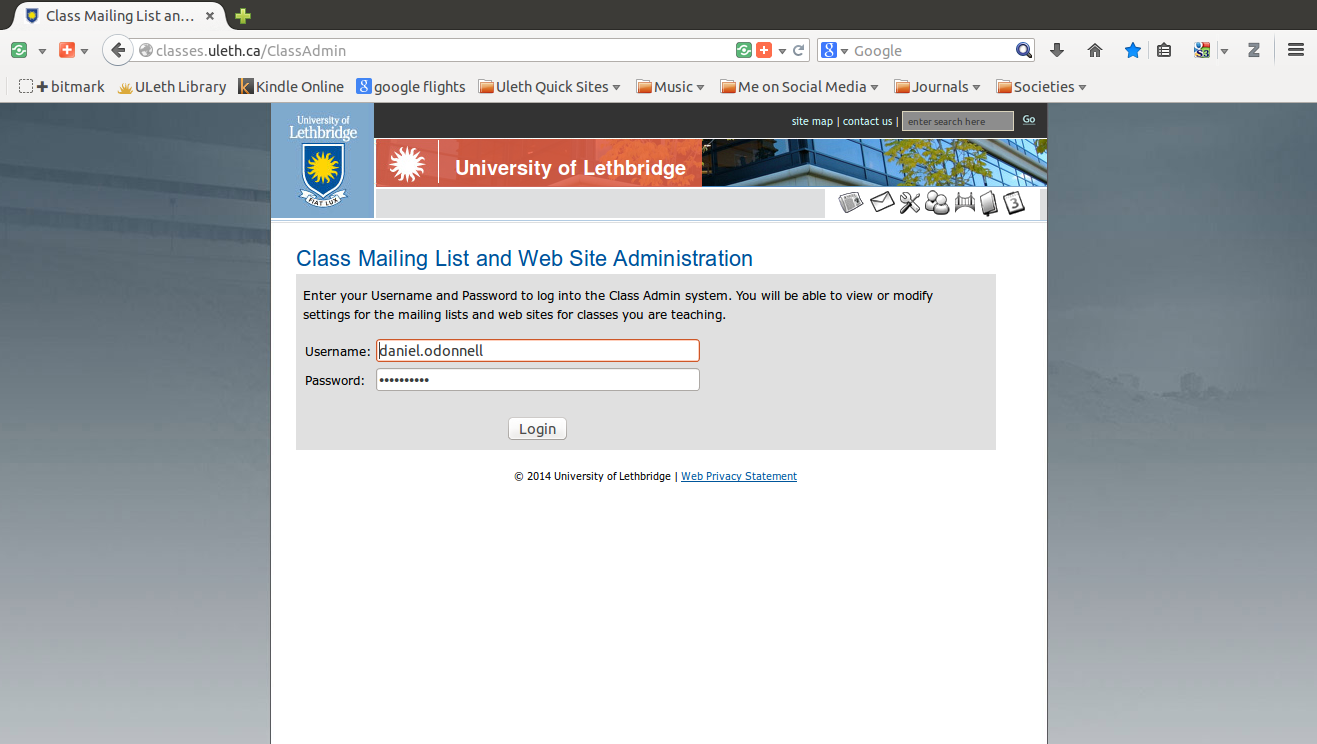 Class Mailing List an...
classes.uleth.ca/ClassAdmin
Google
bitmark ULeth Library Kindle Online google flights Uleth Quick Sites Music Me on Social Media Journals Societies
University of
Lethbridge
FIAT LUX
site map | contact us | enter search here Go
University of Lethbridge
3
Class Mailing List and Web Site Administration
Enter your Username and Password to log into the Class Admin system. You will be able to view or modify
settings for the mailing lists and web sites for classes you are teaching.
Username: daniel.odonnell
Password: ••••••••••
Login
© 2014 University of Lethbridge | Web Privacy Statement